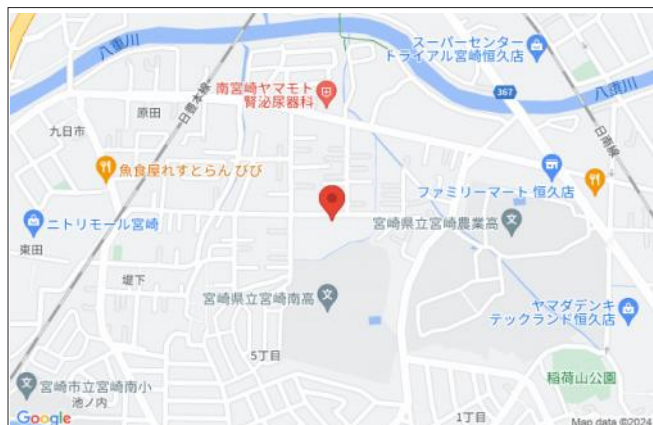 スーパーセンター
トライアル宮崎恒久店
八重川
日豊本線
南宮崎ヤマモト
腎泌尿器科
367
八重川
原田
九日市
日南線
魚食屋れすとらん びび
ファミリーマート 恒久店
ニトリモール宮崎
宮崎県立宮崎農業高
東田
堤下
宮崎県立宮崎南高
ヤマダデンキ
テックランド恒久店
5丁目
稲荷山公園
宮崎市立宮崎南小
池ノ内
1丁目
Google
Map data ©2024